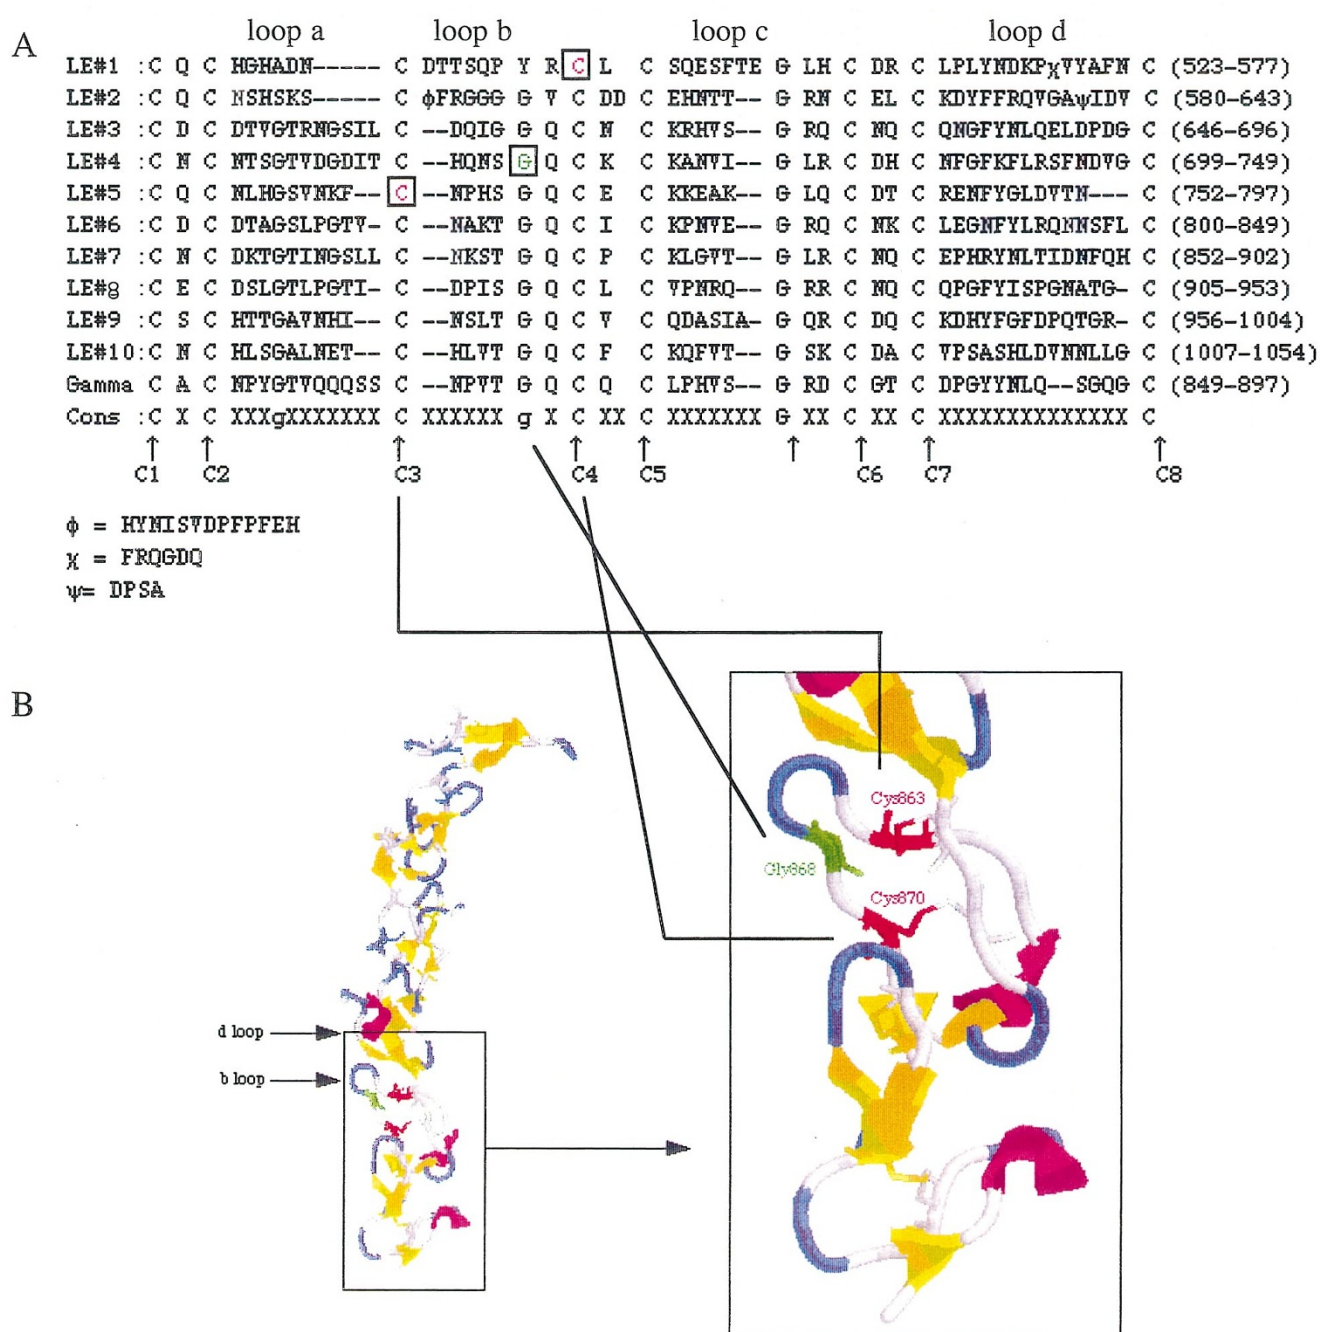 A
loop a loop b loop c loop d
LE#1 :C Q C HGHADN----- C DTTSQP Y R C L C SQESFTE G LH C DR C LPLYNDKPχVYAFN C (523-577)
LE#2 :C Q C NSHSKS----- C ϕFRGGG G V C DD C EHNTT-- G RN C EL C KDYFFRQVGAψIDV C (580-643)
LE#3 :C D C DTVGTRNGSIL C --DQIG G Q C N C KRHVS- G RQ C NQ C QNGFYNLQELDPDG C (646-696)
LE#4 :C N C NTSGTVDGDIT C --HQNS G Q C K C KANVI-- G LR C DH C NFGFKFLRSFNDVG C (699-749)
LE#5 :C Q C NLHGSVNKF-- C --NPHS G Q C E C KKEAK- G LQ C DT C RENFYGLDVTN--- C (752-797)
LE#6 :C D C DTAGSLPGTV- C --NAKT G Q C I C KPNVE-- G RQ C NK C LEGNFYLRQNNSFL C (800-849)
LE#7 :C N C DKTGTINGSLL C --NKST G Q C P C KLGVT-- G LR C NQ C EPHRYNLTIDNFQH C (852-902)
LE#8 :C E C DSLGTLPGTI- C --DPIS G Q C L C VPNRQ-- G RR C NQ C QPGFYISPGNATG- C (905-953)
LE#9 :C S C HTTGAVNHI-- C --NSLT G Q C V C QDASIA- G QR C DQ C KDHYFGFDPQTGR- C (956-1004)
LE#10:C N C HLSGALNET-- C --HLVT G Q C F C KQFVT-- G SK C DA C VPSASHLDVNNLLG C (1007-1054)
Gamma C A C NPYGTVQQQSS C --NPVT G Q C Q C LPHVS-- G RD C GT C DPGYYNLQ--SGQG C (849-897)
Cons :C X C XXXgXXXXXXX C XXXXXX g X C XX C XXXXXXX G XX C XX C XXXXXXXXXXXXXX C
↑ ↑ ↑ ↑ ↑ ↑ ↑ ↑ ↑
C1 C2 C3 C4 C5 C6 C7 C8
ϕ = HYNISVDPFPFEH
χ = FRQGDQ
ψ= DPSA
B
Cys863
Gly868
Cys870
d loop
b loop